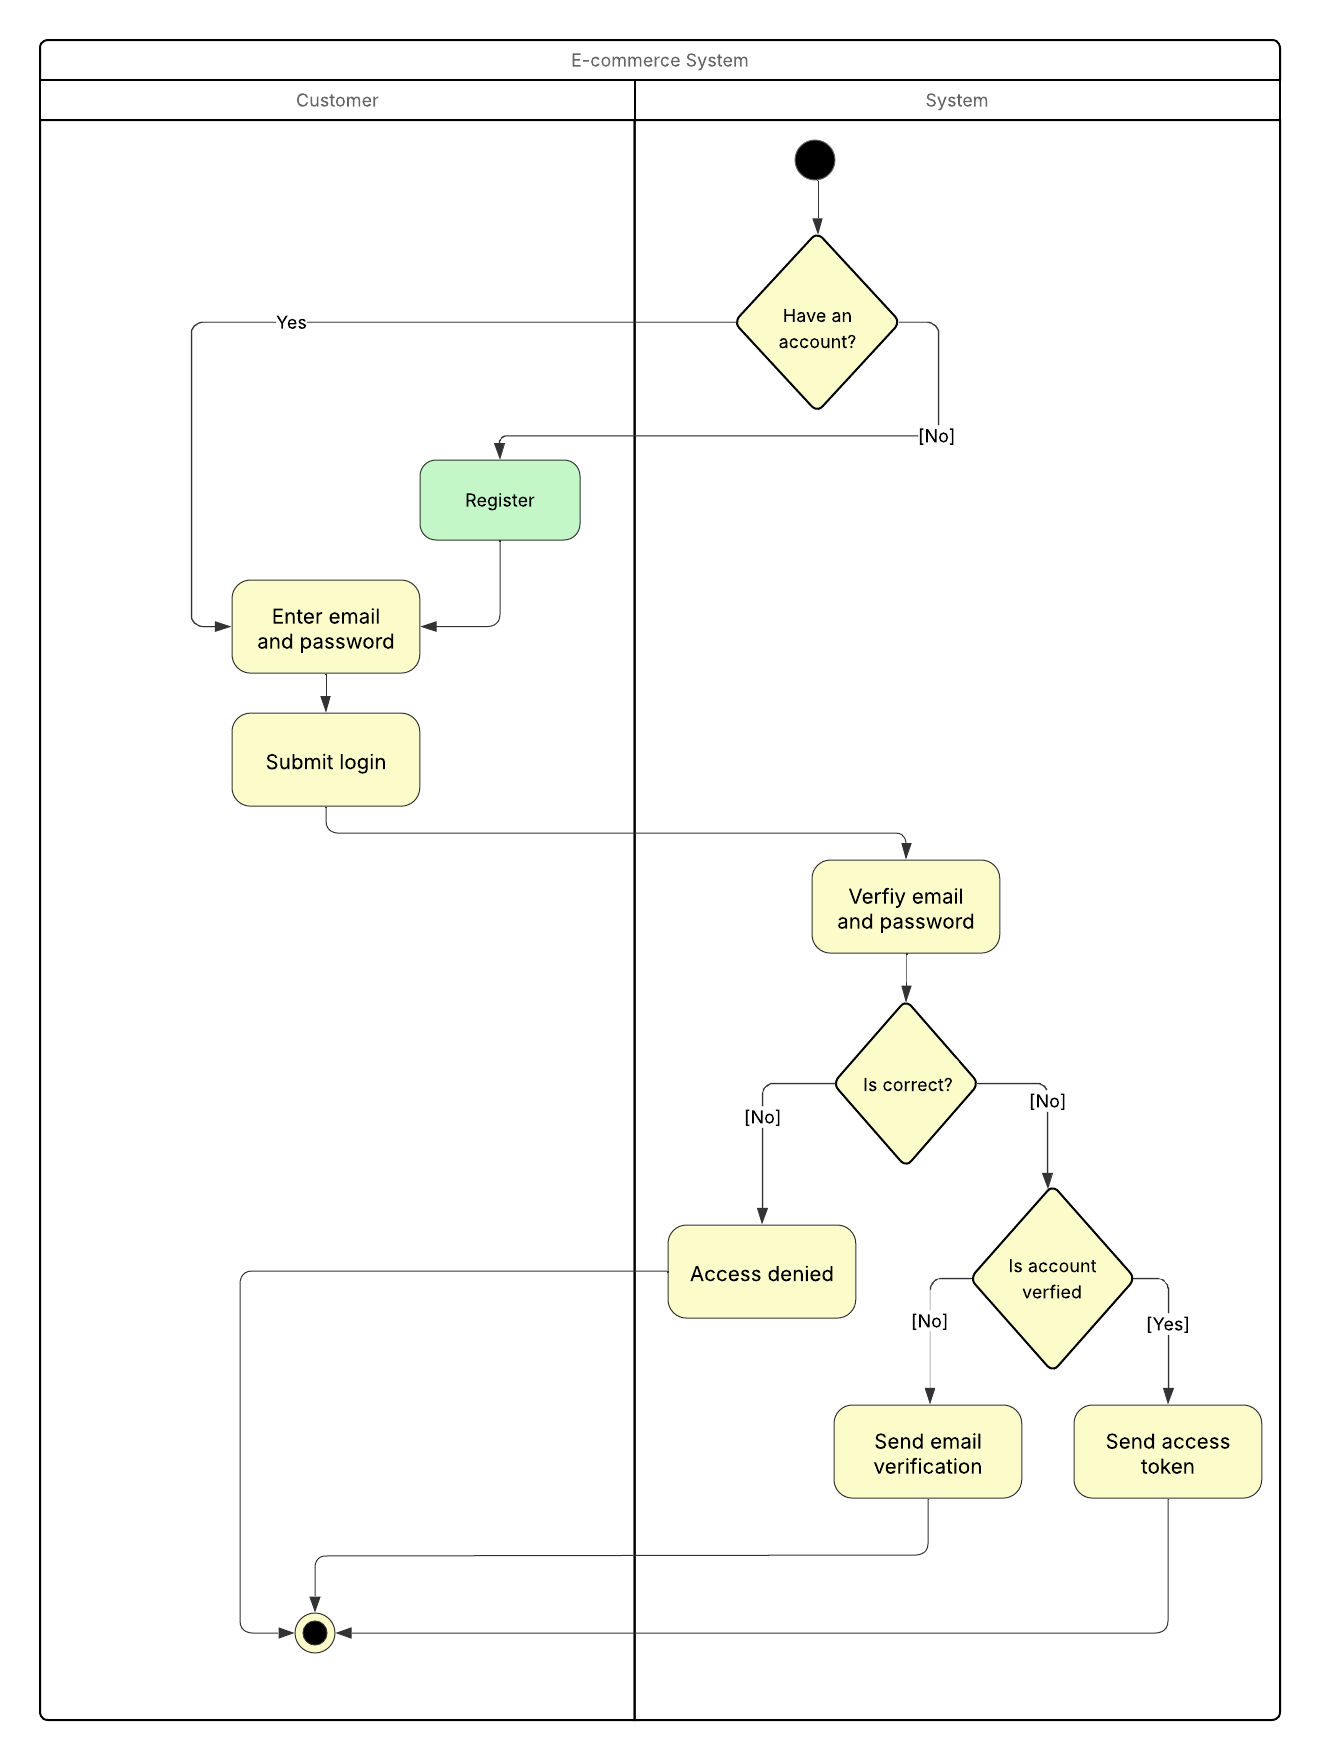 E-commerce System
Customer
System
Have an
account?
Yes
[No]
Register
Enter email
and password
Submit login
Verfiy email
and password
Is correct?
[No]
[No]
Access denied
Is account
verfied
[No]
[Yes]
Send email
verification
Send access
token